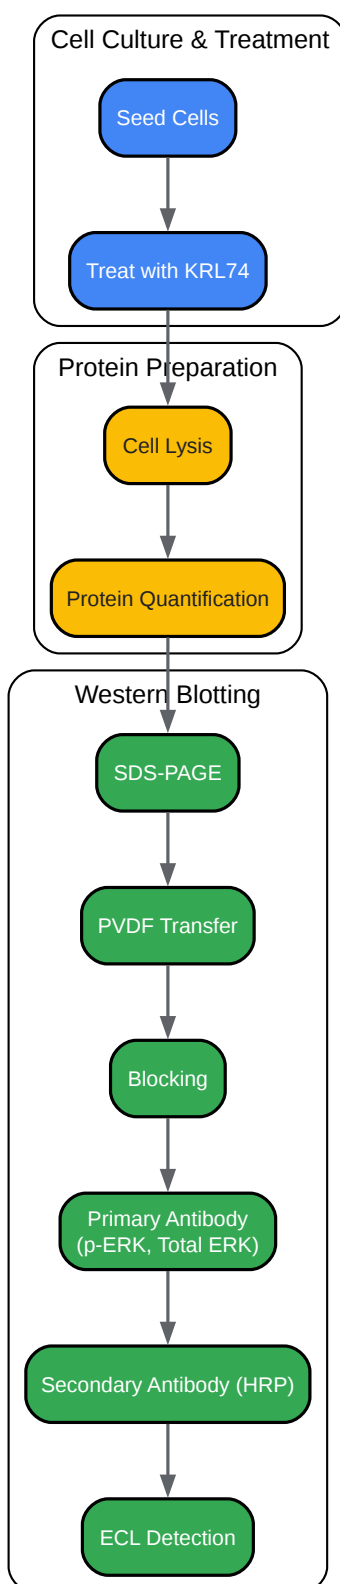 Cell Culture & Treatment
Seed Cells
Treat with KRL74
Protein Preparation
Cell Lysis
Protein Quantification
Western Blotting
SDS-PAGE
PVDF Transfer
Blocking
Primary Antibody
(p-ERK, Total ERK)
Secondary Antibody (HRP)
ECL Detection